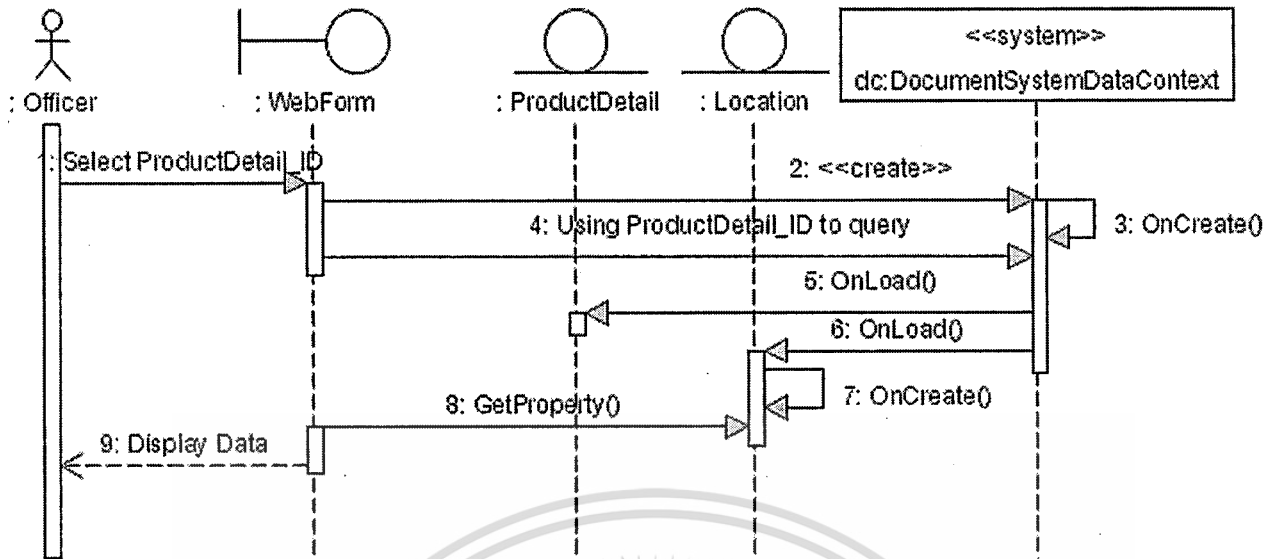 <<system>>
dc:DocumentSystemDataContext
: Officer
: WebForm
: ProductDetail
: Location
1: Select ProductDetail_ID
2: <<create>>
3: OnCreate()
4: Using ProductDetail_ID to query
5: OnLoad()
6: OnLoad()
7: OnCreate()
8: GetProperty()
9: Display Data